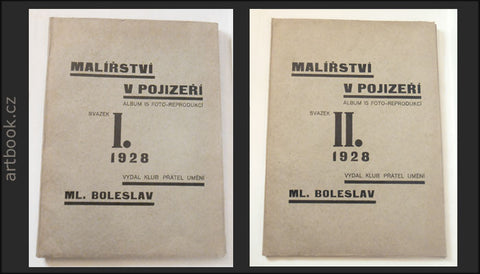 artbook.cz
MALÍŘSTVÍ
V POJIZEŘÍ
ALBUM 15 FOTO-REPRODUKCÍ
SVAZEK
I.
1928
VYDAL KLUB PŘÁTEL UMĚNÍ
ML. BOLESLAV
MALÍŘSTVÍ
V POJIZEŘÍ
ALBUM 15 FOTO-REPRODUKCÍ
SVAZEK
II.
1928
VYDAL KLUB PŘÁTEL UMĚNÍ
ML. BOLESLAV